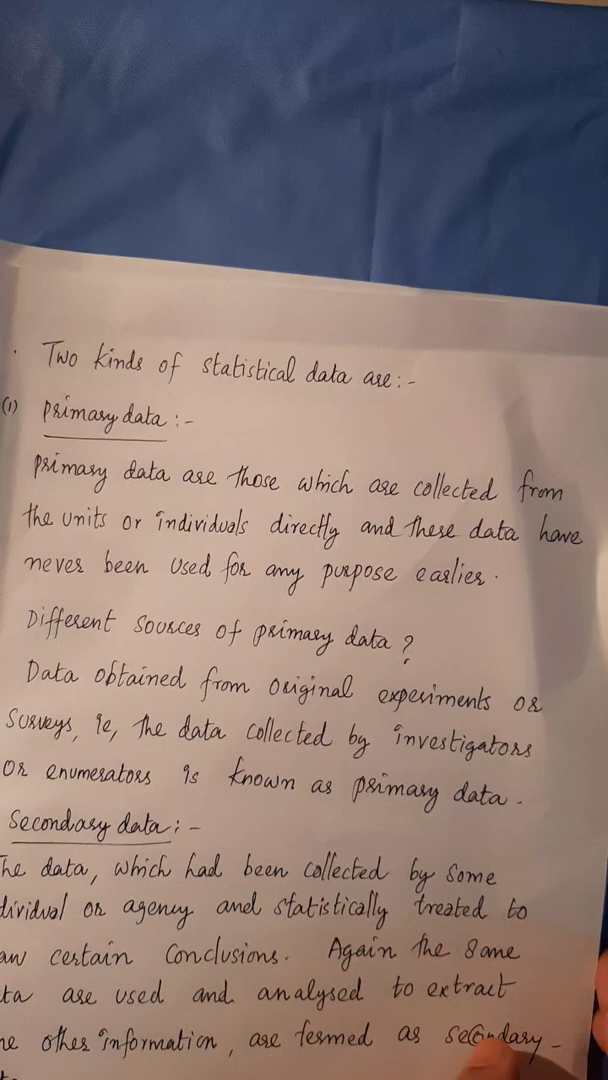 . Two kinds of statistical data are :-
(1) primary data :-
primary data are those which are collected from
the units or individuals directly and these data have
never been used for any purpose earlier .
Different sources of primary data ?
Data obtained from original experiments or
Surveys, ie, the data collected by investigators
or enumerators is known as primary data .
Secondary data : -
he data, which had been collected by some
dividual or agency and statistically treated to
aw certain conclusions. Again the same
ta are used and analysed to extract
ne other information, are termed as secondary -